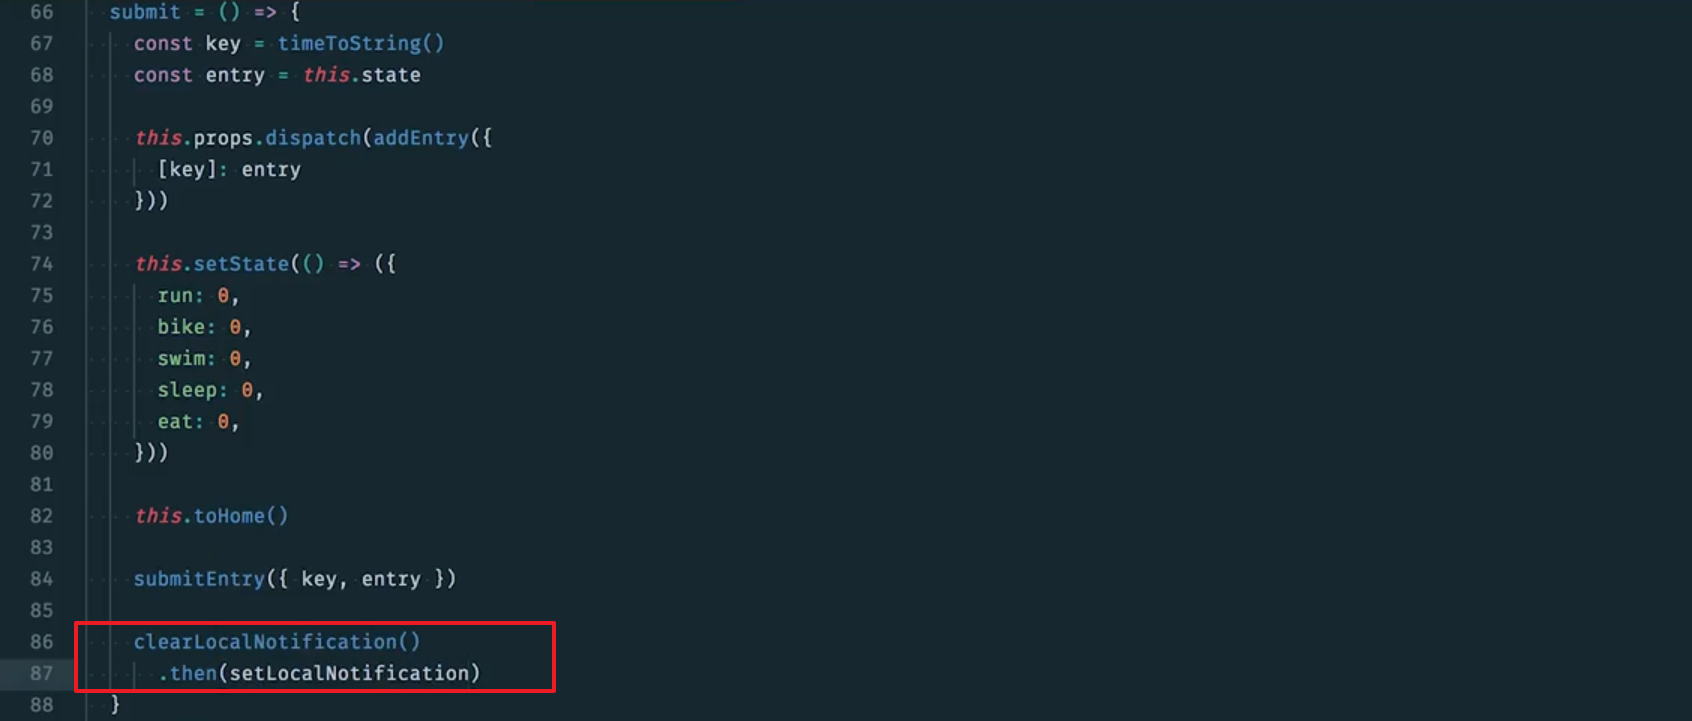 66 submit = () => {
67 const key = timeToString()
68 const entry = this.state
69
70 this.props.dispatch(addEntry({
71 [key]: entry
72 }))
73
74 this.setState(() => ({
75 run: 0,
76 bike: 0,
77 swim: 0,
78 sleep: 0,
79 eat: 0,
80 }))
81
82 this.toHome()
83
84 submitEntry({ key, entry })
85
86 clearLocalNotification()
87 .then(setLocalNotification)
88 }